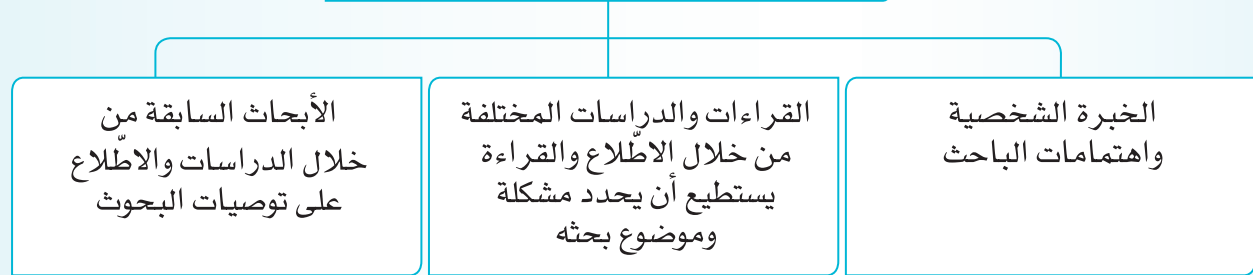 الخبرة الشخصية
واهتمامات الباحث
القراءات والدراسات المختلفة
من خلال الاطّلاع والقراءة
يستطيع أن يحدد مشكلة
وموضوع بحثه
الأبحاث السابقة من
خلال الدراسات والاطّلاع
على توصيات البحوث